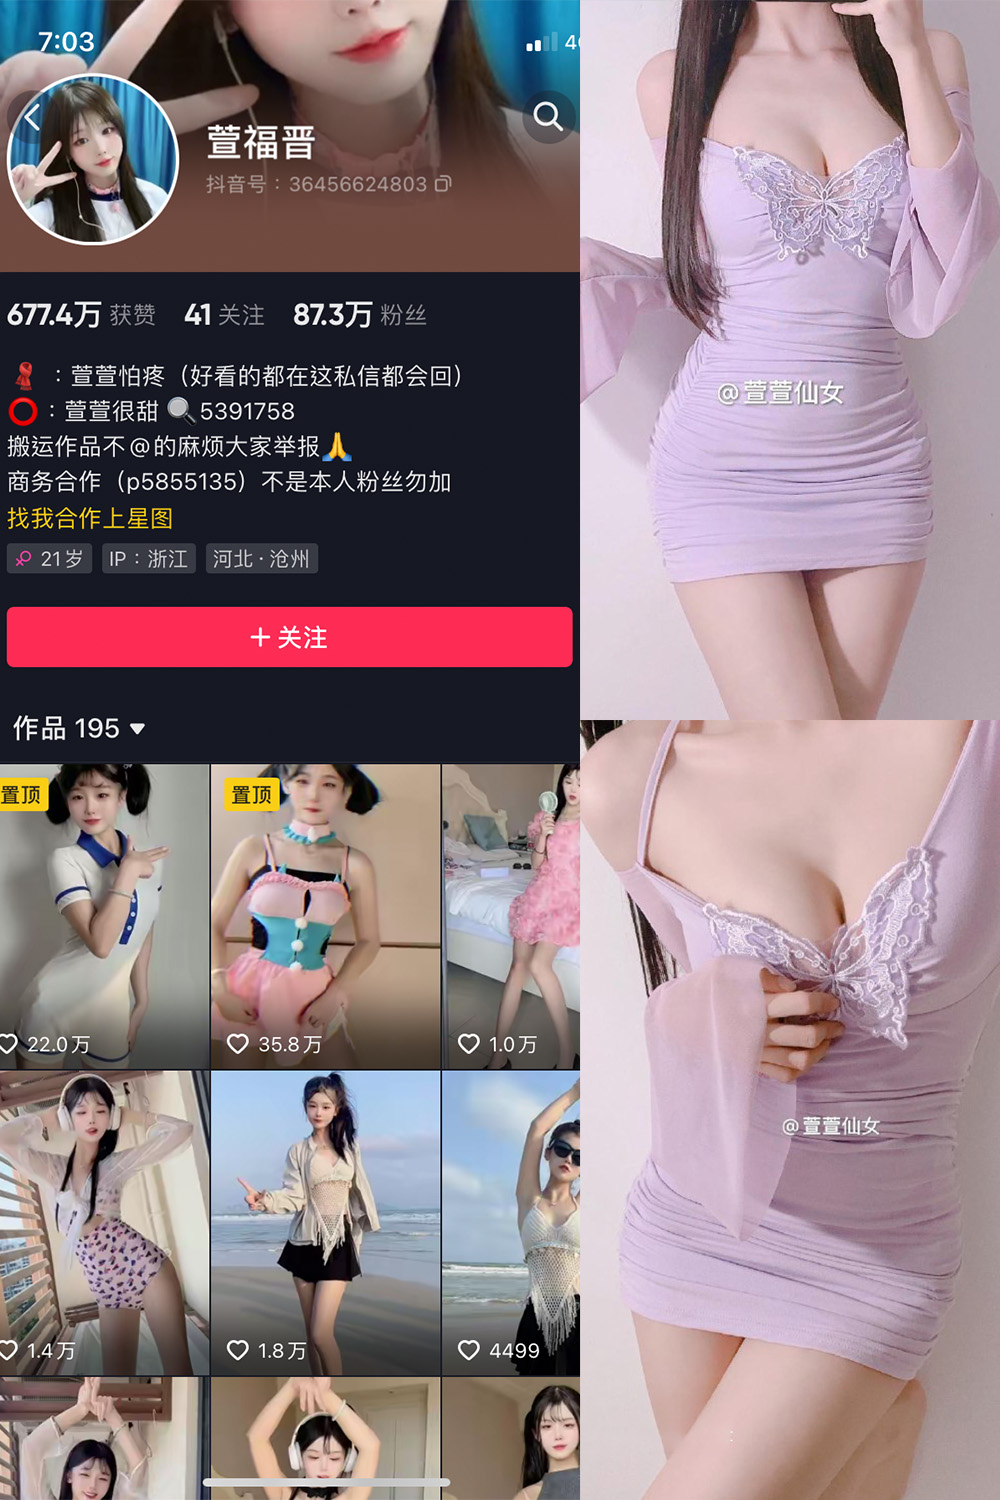 7:03
4G
萱福晋
抖音号：36456624803
677.4万 获赞 41 关注 87.3万 粉丝
：萱萱怕疼（好看的都在这私信都会回）
：萱萱很甜 5391758
搬运作品不@的麻烦大家举报
商务合作（p5855135）不是本人粉丝勿加
找我合作上星图
21岁 IP：浙江 河北·沧州
+ 关注
作品 195
置顶
置顶
22.0万
35.8万
1.0万
1.4万
1.8万
4499
@萱萱仙女
@萱萱仙女